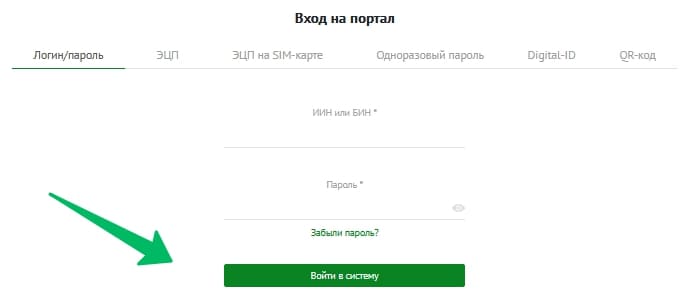 Вход на портал
Логин/пароль ЭЦП ЭЦП на SIM-карте Одноразовый пароль Digital-ID QR-код
ИИН или БИН *
Пароль *
Забыли пароль?
Войти в систему